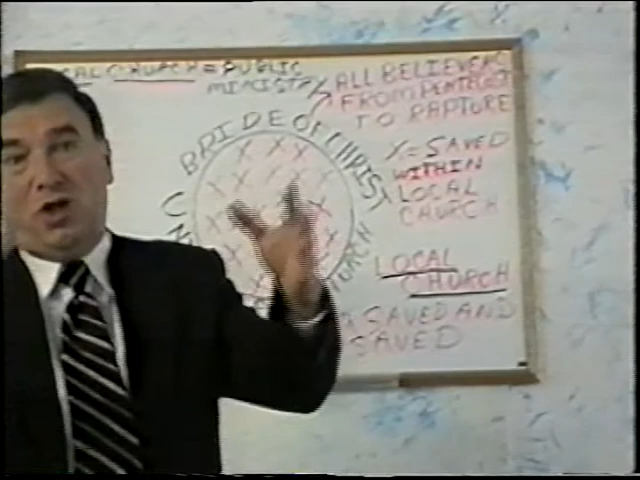 CHURCH = PUBLIC
MINISTRY
ALL BELIEVERS
FROM PENTECOST
TO RAPTURE
BRIDE OF CHRIST
X = SAVED
WITHIN
LOCAL
CHURCH
LOCAL
CHURCH
SAVED AND
SAVED